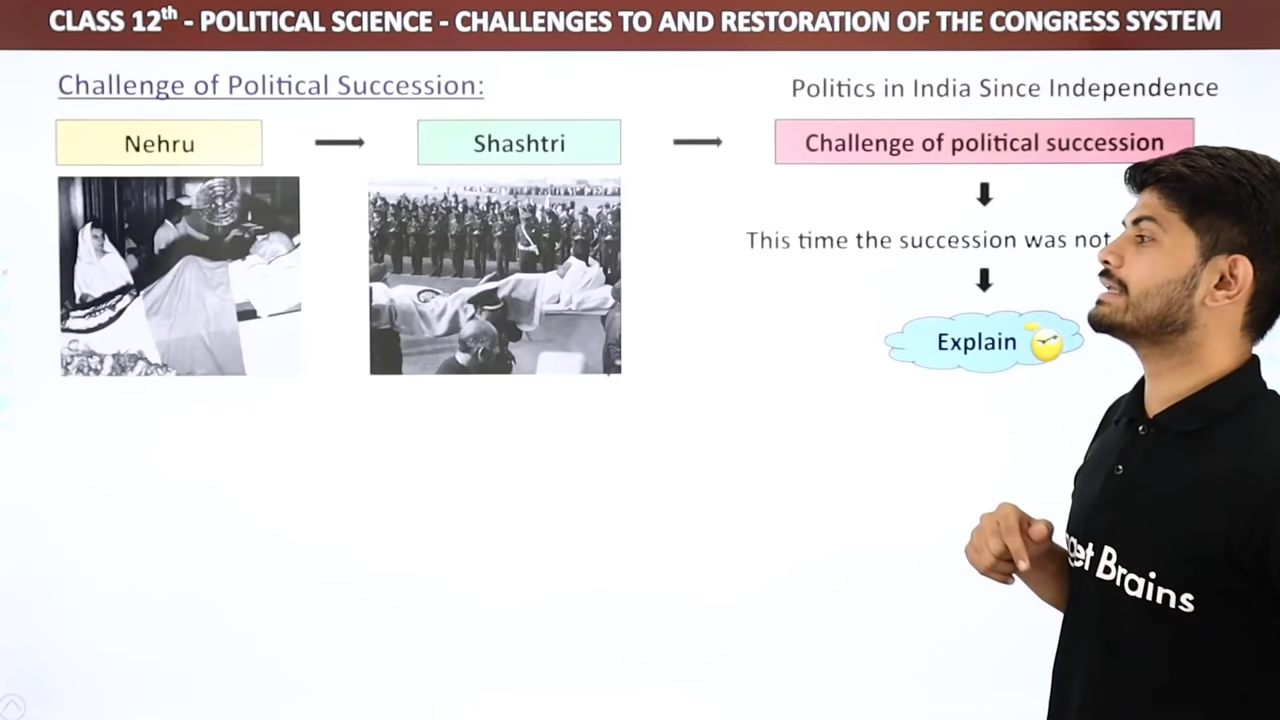 CLASS 12th - POLITICAL SCIENCE - CHALLENGES TO AND RESTORATION OF THE CONGRESS SYSTEM
Challenge of Political Succession:
Politics in India Since Independence
Nehru
Shashtri
Challenge of political succession
This time the succession was not
Explain
get Brains